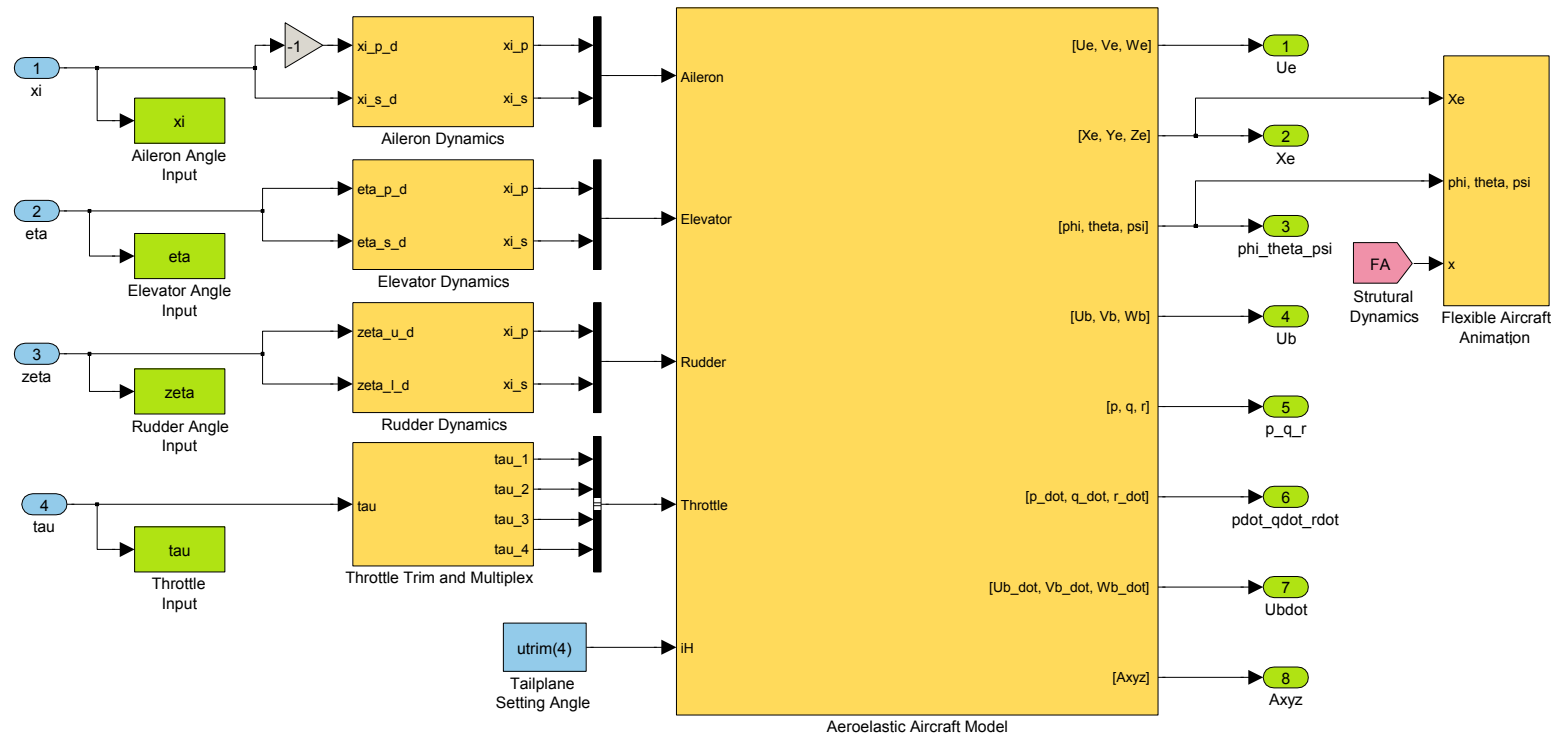 1
xi
xi
Aileron Angle
Input
-1
xi_p_d
xi_s_d
xi_p
xi_s
Aileron Dynamics
2
eta
eta
Elevator Angle
Input
eta_p_d
eta_s_d
xi_p
xi_s
Elevator Dynamics
3
zeta
zeta
Rudder Angle
Input
zeta_u_d
zeta_l_d
xi_p
xi_s
Rudder Dynamics
4
tau
tau
Throttle
Input
tau
tau_1
tau_2
tau_3
tau_4
Throttle Trim and Multiplex
utrim(4)
Tailplane
Setting Angle
Aileron
Elevator
Rudder
Throttle
iH
[Ue, Ve, We]
[Xe, Ye, Ze]
[phi, theta, psi]
[Ub, Vb, Wb]
[p, q, r]
[p_dot, q_dot, r_dot]
[Ub_dot, Vb_dot, Wb_dot]
[Axyz]
Aeroelastic Aircraft Model
1
Ue
2
Xe
3
phi_theta_psi
4
Ub
5
p_q_r
6
pdot_qdot_rdot
7
Ubdot
8
Axyz
FA
Strutural
Dynamics
Xe
phi, theta, psi
x
Flexible Aircraft
Animation